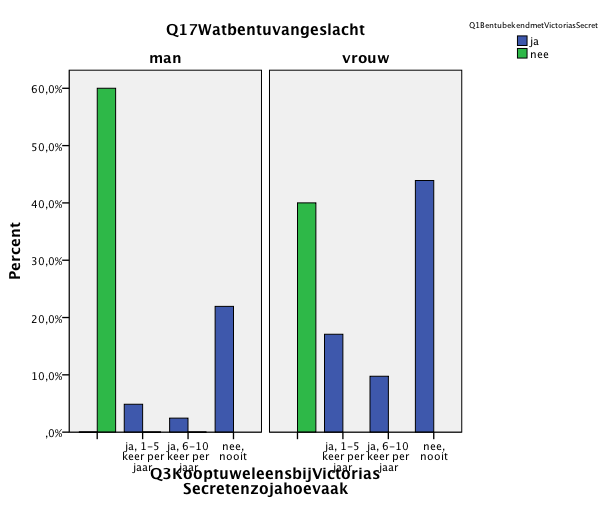 Q17Watbentuvangeslacht
man
vrouw
Q1BentubekendmetVictoriasSecret
ja
nee
Percent
60,0%
50,0%
40,0%
30,0%
20,0%
10,0%
,0%
ja, 1-5
keer per
jaar
ja, 6-10
keer per
jaar
nee,
nooit
ja, 1-5
keer per
jaar
ja, 6-10
keer per
jaar
nee,
nooit
Q3KooptuweleensbijVictorias
Secretenzojahoevaak